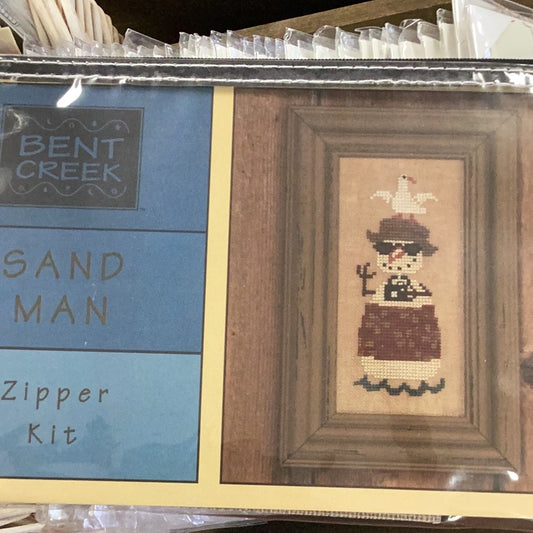 BENT
CREEK
SAND
MAN
Zipper
Kit